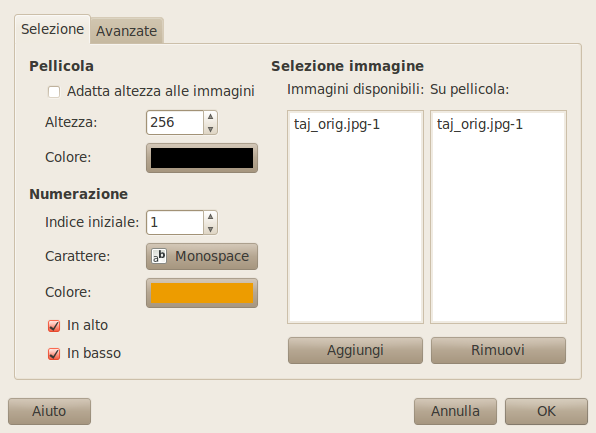 Selezione Avanzate
Pellicola
Adatta altezza alle immagini
Altezza: 256
Colore:
Numerazione
Indice iniziale: 1
Carattere: ab Monospace
Colore:
In alto
In basso
Selezione immagine
Immagini disponibili: Su pellicola:
taj_orig.jpg-1 taj_orig.jpg-1
Aggiungi Rimuovi
Aiuto Annulla OK